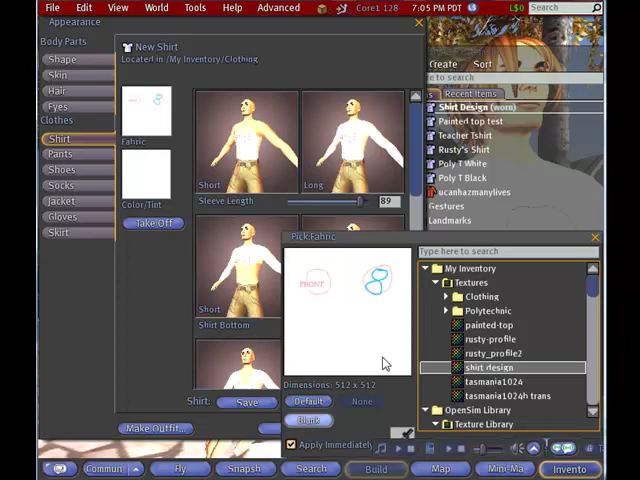 File Edit View World Tools Help Advanced Core1 128 7:05 PM PDT L$0 Search
Appearance
Body Parts
Shape
Skin
Hair
Eyes
Clothes
Shirt
Pants
Shoes
Socks
Jacket
Gloves
Skirt
New Shirt
Located in /My Inventory/Clothing
Fabric
Color/Tint
Take Off
Short
Long
Sleeve Length
89
Short
Shirt Bottom
Shirt:
Save
Make Outfit...
Create Sort
e to search
Recent Items
Shirt Design (worn)
Painted top test
Teacher Tshirt
Rusty's Shirt
Poly T White
Poly T Black
ucanhazmanylives
Gestures
Landmarks
Pick:Fabric
FRONT
8
Dimensions: 512 x 512
Default
None
Blank
Apply Immediately
Type here to search
My Inventory
Textures
Clothing
Polytechnic
painted-top
rusty-profile
rusty_profile2
shirt design
tasmania1024
tasmania1024h trans
OpenSim Library
Texture Library
Commun Fly Snapsh Search Build Map Mini-Ma Invento